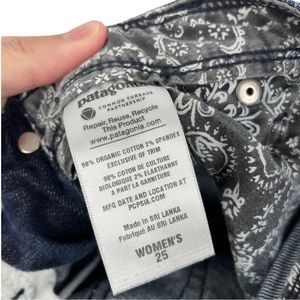 patagonia
COMMON THREADS
PARTNERSHIP
Repair, Reuse, Recycle
This Product
www.patagonia.com
98% ORGANIC COTTON 2% SPANDEX
EXCLUSIVE OF TRIM
98% COTON DE CULTURE
BIOLOGIQUE 2% ELASTHANNE
A PART LA GARNITURE
MFG. DATE AND LOCATION AT
PCPSIA.COM
Made in SRI LANKA
Fabriqué AU SRI LANKA
WOMEN'S
25